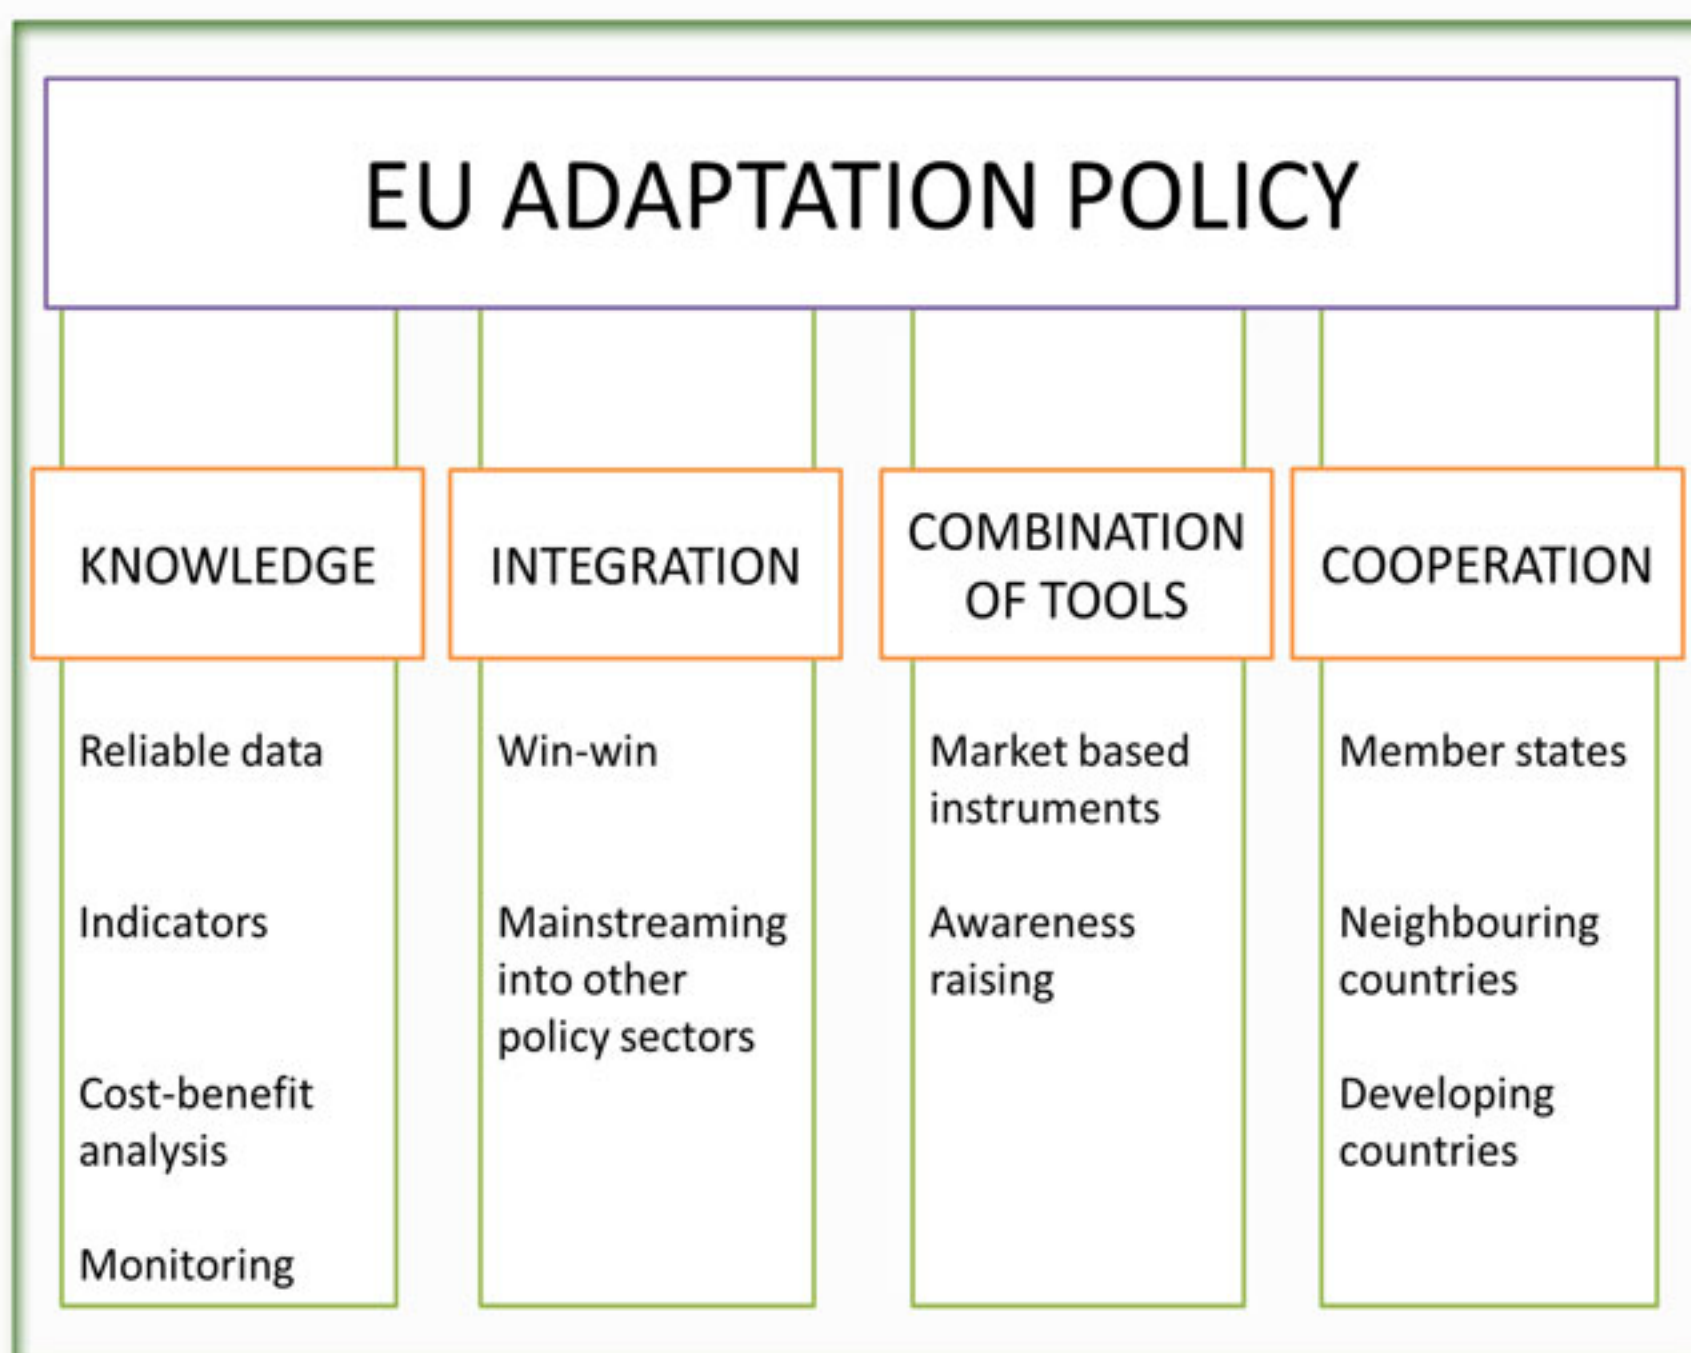 EU ADAPTATION POLICY
KNOWLEDGE
Reliable data
Indicators
Cost-benefit
analysis
Monitoring
INTEGRATION
Win-win
Mainstreaming
into other
policy sectors
COMBINATION
OF TOOLS
Market based
instruments
Awareness
raising
COOPERATION
Member states
Neighbouring
countries
Developing
countries